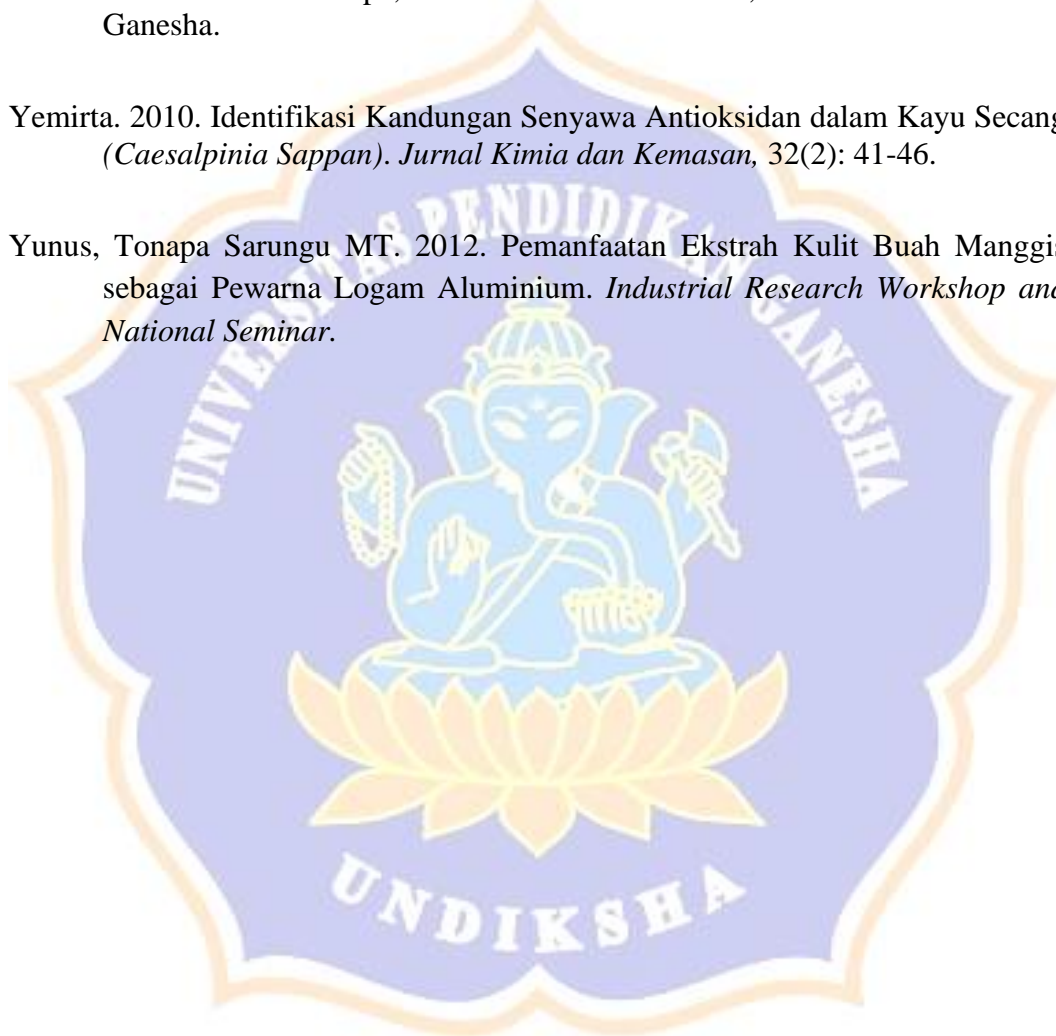 Ganesha.
Yemirta. 2010. Identifikasi Kandungan Senyawa Antioksidan dalam Kayu Secang
(Caesalpinia Sappan). Jurnal Kimia dan Kemasan, 32(2): 41-46.
Yunus, Tonapa Sarungu MT. 2012. Pemanfaatan Ekstrah Kulit Buah Manggis
sebagai Pewarna Logam Aluminium. Industrial Research Workshop and
National Seminar.
UNIVERSITAS PENDIDIKAN GANESHA
UNDIKSHA